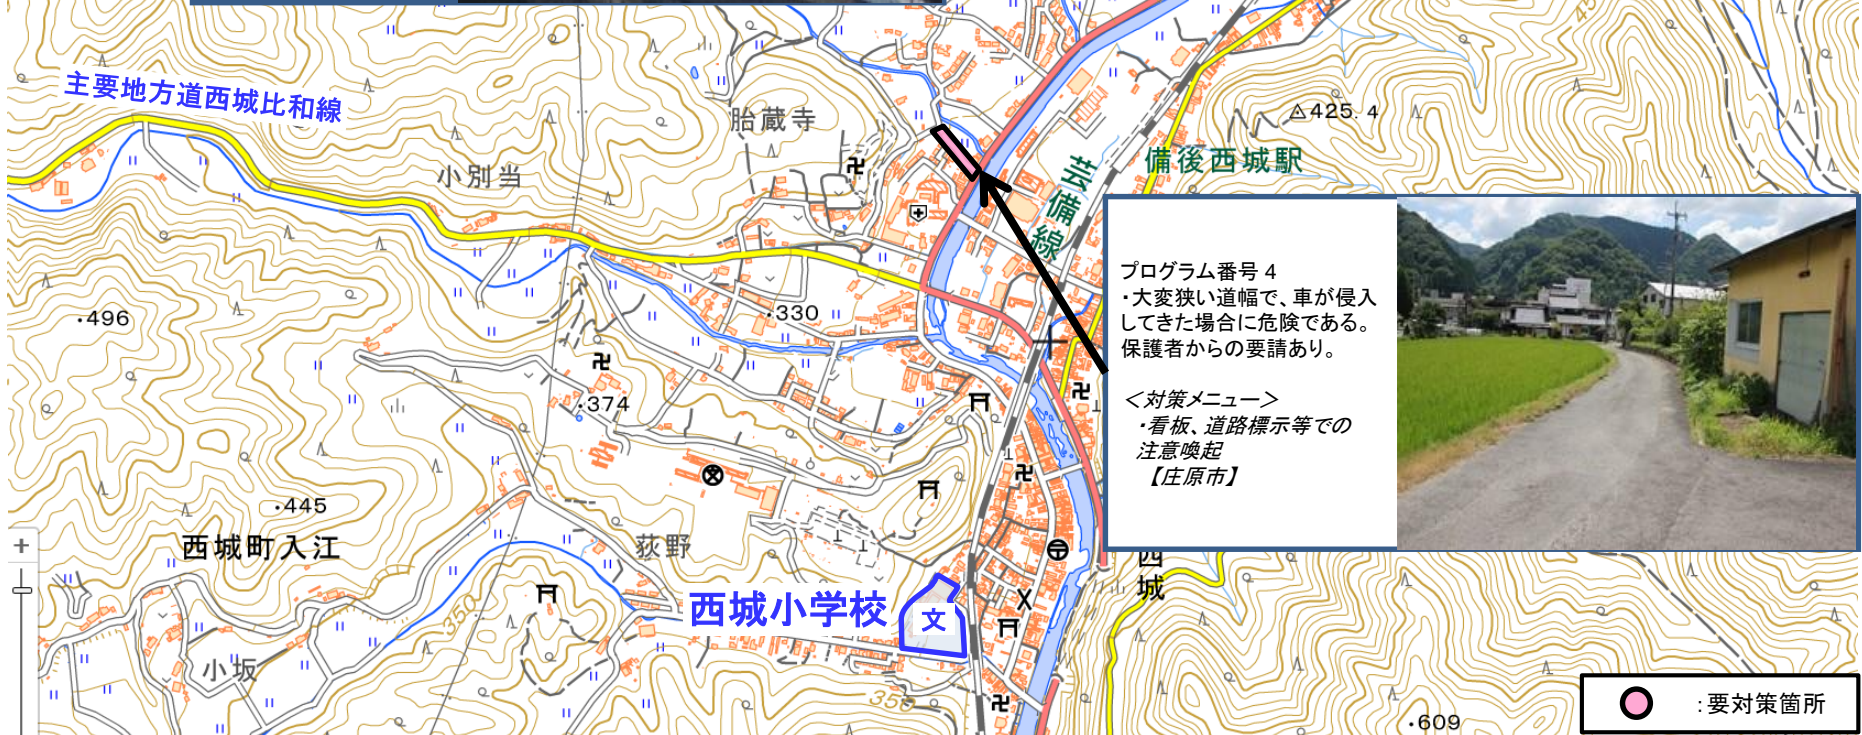 主要地方道西城比和線
胎蔵寺
小別当
425.4
備後西城駅
芸備線
プログラム番号 4
・大変狭い道幅で、車が侵入
してきた場合に危険である。
保護者からの要請あり。
＜対策メニュー＞
・看板、道路標示等での
注意喚起
【庄原市】
・496
・330
・374
・445
西城町入江
荻野
西城
西城小学校
文
小坂
350
350
・609
：要対策箇所